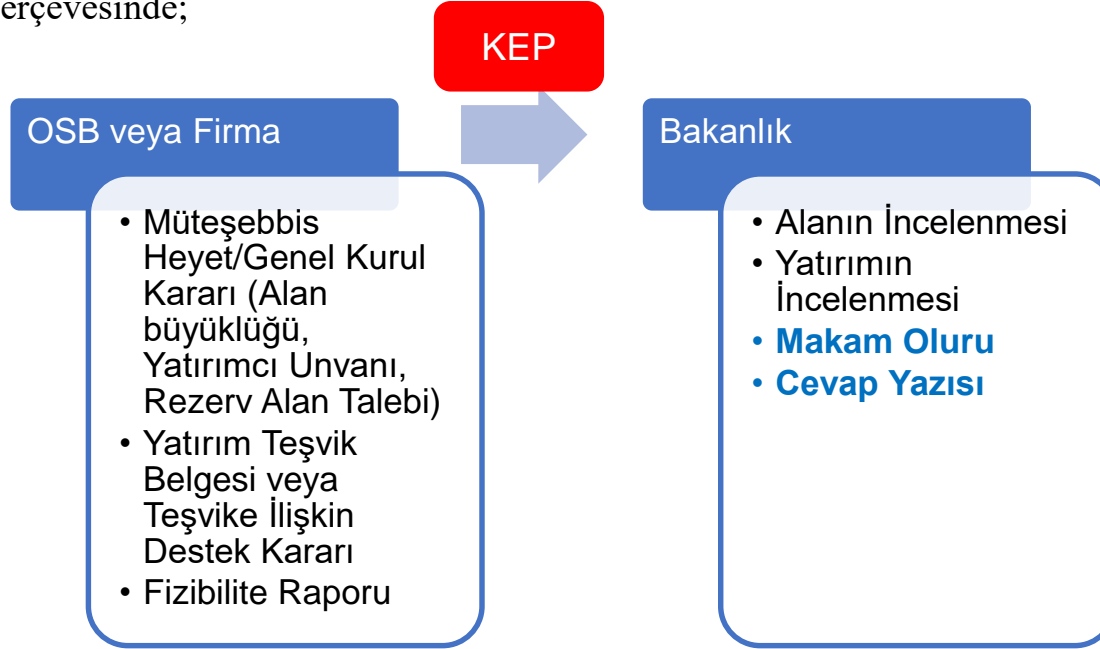 erçevesinde;
KEP
OSB veya Firma
• Müteşebbis
Heyet/Genel Kurul
Kararı (Alan
büyüklüğü,
Yatırımcı Unvanı,
Rezerv Alan Talebi)
• Yatırım Teşvik
Belgesi veya
Teşvike İlişkin
Destek Kararı
• Fizibilite Raporu
Bakanlık
• Alanın İncelenmesi
• Yatırımın
İncelenmesi
• Makam Oluru
• Cevap Yazısı